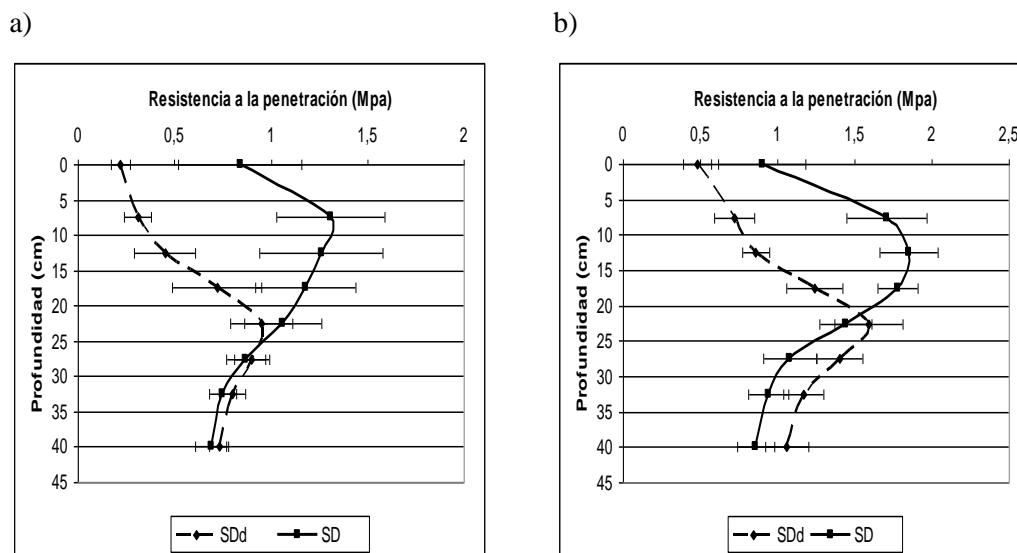 a)
Resistencia a la penetración (Mpa)
0 0,5 1 1,5 2
Profundidad (cm)
0
5
10
15
20
25
30
35
40
45
SDd SD
b)
Resistencia a la penetración (Mpa)
0 0,5 1 1,5 2 2,5
Profundidad (cm)
0
5
10
15
20
25
30
35
40
45
SDd SD